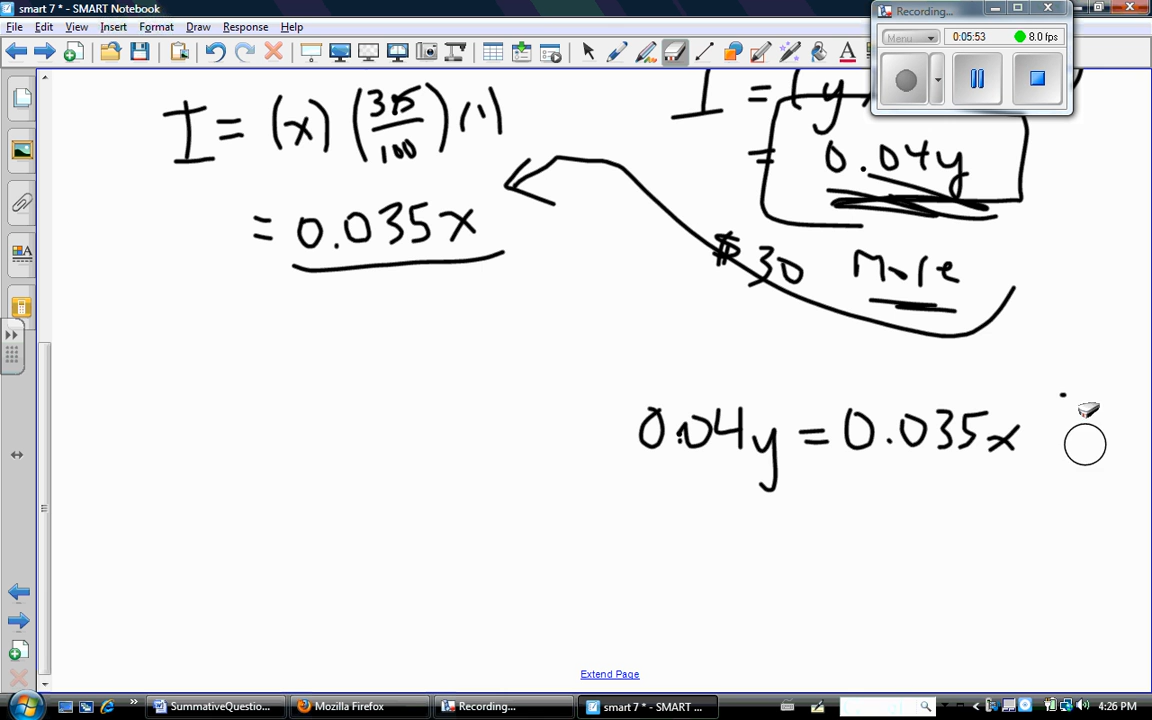 smart 7 * - SMART Notebook
File Edit View Insert Format Draw Response Help
Recording...
Menu 0:05:53 8.0 fps
I = (x) (3.5/100) (1)
= 0.035x
I = (y
= 0.04y
$30 More
0.04y = 0.035x
Extend Page
SummativeQuestio... Mozilla Firefox Recording... smart 7 * - SMART ... 4:26 PM